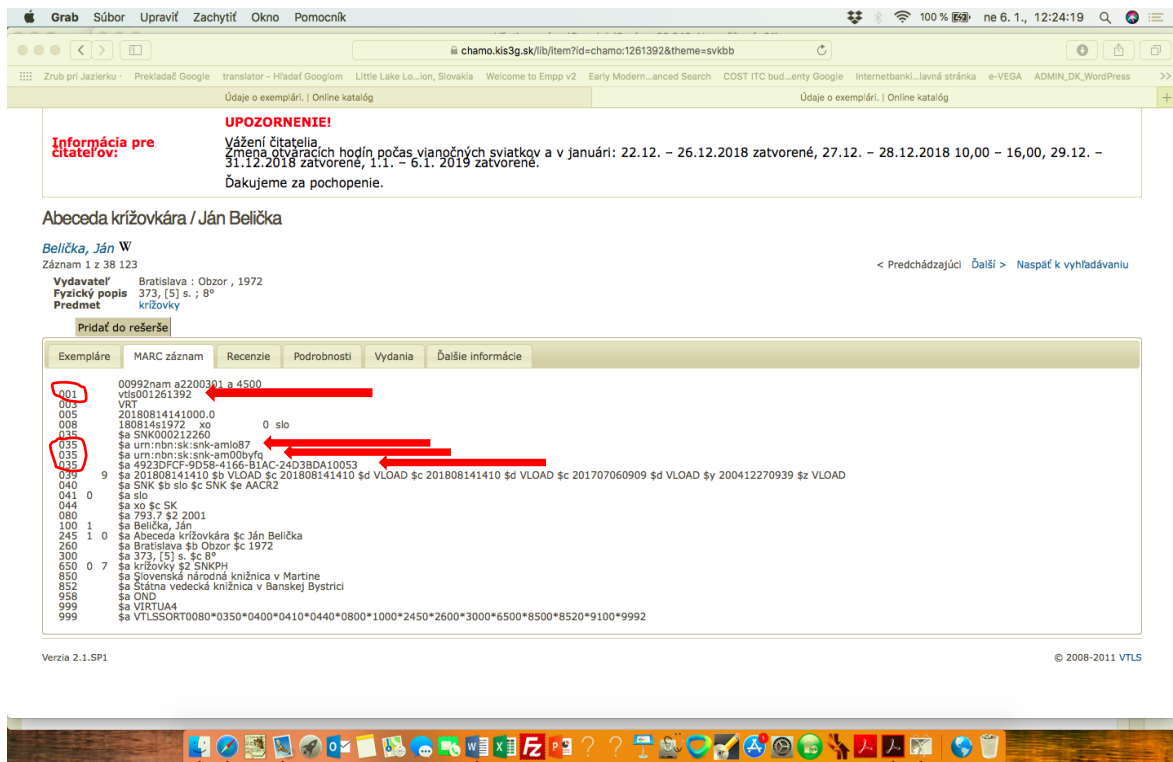 Grab Súbor Upraviť Zachytiť Okno Pomocník 100 % ne 6. 1., 12:24:19
chamo.kis3g.sk/lib/item?id=chamo:1261392&theme=svkbb
Zrub pri Jazierku Prekladač Google translator - Hľadať Googlom Little Lake Lo...ion, Slovakia Welcome to Empp v2 Early Modern...anced Search COST ITC bud...enty Google Internetbanki...lavná stránka e-VEGA ADMIN_DK_WordPress >>
Údaje o exemplári. | Online katalóg Údaje o exemplári. | Online katalóg
UPOZORNENIE!
Informácia pre čitateľov:
Vážení čitatelia,
Zmena otváracích hodín počas vianočných sviatkov a v januári: 22.12. – 26.12.2018 zatvorené, 27.12. – 28.12.2018 10,00 – 16,00, 29.12. –
31.12.2018 zatvorené, 1.1. – 6.1. 2019 zatvorené.
Ďakujeme za pochopenie.
Abeceda krížovkára / Ján Belička
Belička, Ján W
Záznam 1 z 38 123 < Predchádzajúci Ďalší > Naspäť k vyhľadávaniu
Vydavateľ Bratislava : Obzor , 1972
Fyzický popis 373, [5] s. ; 8°
Predmet krížovky
Pridať do rešerše
Exempláre MARC záznam Recenzie Podrobnosti Vydania Ďalšie informácie
00992nam a2200301 a 4500
001 vtls001261392
003 VRT
005 20180814141000.0
008 180814s1972 xo 0 slo
035 $a SNK000212260
035 $a urn:nbn:sk:snk-amlo87
035 $a urn:nbn:sk:snk-am00byfq
035 $a 4923DFCF-9D58-4166-B1AC-24D3BDA10053
039 9 $a 201808141410 $b VLOAD $c 201808141410 $d VLOAD $c 201808141410 $d VLOAD $c 201707060909 $d VLOAD $y 200412270939 $z VLOAD
040 $a SNK $b slo $c SNK $e AACR2
041 0 $a slo
044 $a xo $c SK
080 $a 793.7 $2 2001
100 1 $a Belička, Ján
245 1 0 $a Abeceda krížovkára $c Ján Belička
260 $a Bratislava $b Obzor $c 1972
300 $a 373, [5] s. $c 8°
650 0 7 $a krížovky $2 SNKPH
850 $a Slovenská národná knižnica v Martine
852 $a Štátna vedecká knižnica v Banskej Bystrici
958 $a OND
999 $a VIRTUA4
999 $a VTLSSORT0080*0350*0400*0410*0440*0800*1000*2450*2600*3000*6500*8500*8520*9100*9992
Verzia 2.1.SP1 © 2008-2011 VTLS